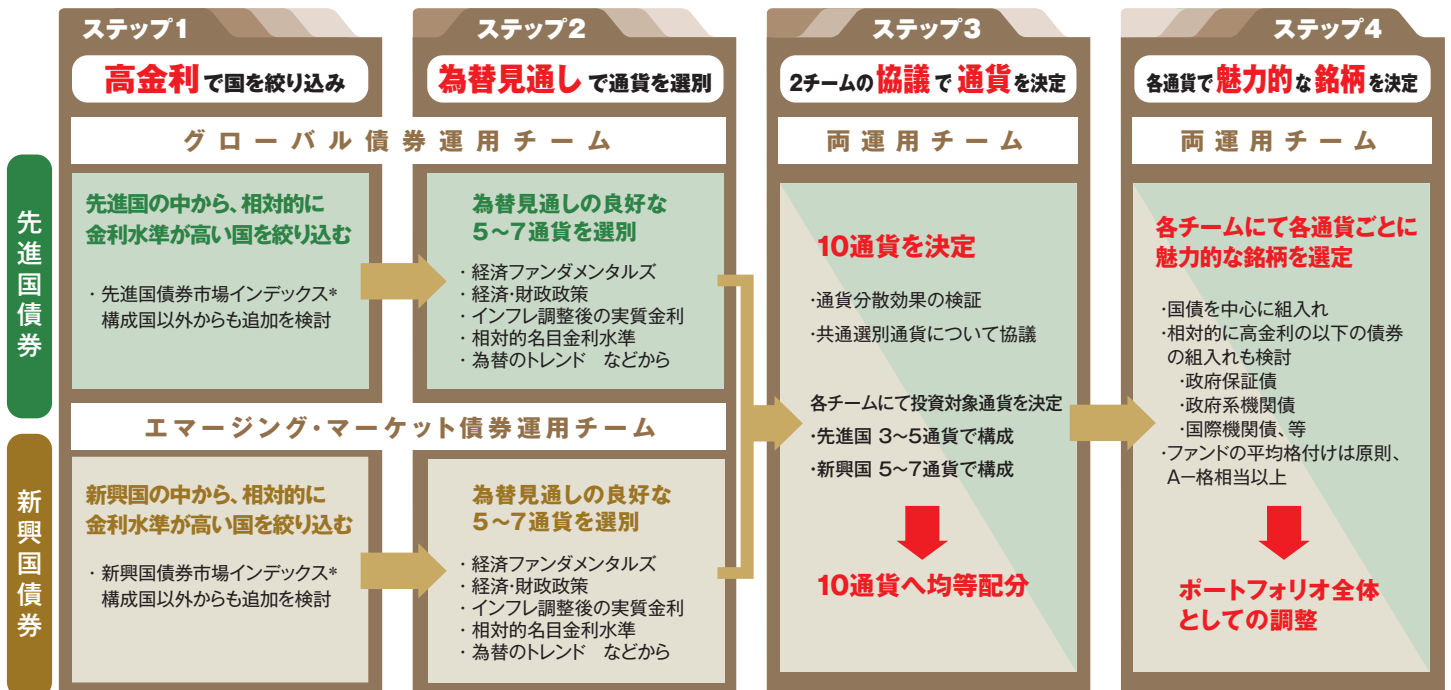 ステップ1
高金利で国を絞り込み
ステップ2
為替見通しで通貨を選別
ステップ3
2チームの協議で通貨を決定
ステップ4
各通貨で魅力的な銘柄を決定
グローバル債券運用チーム
両運用チーム
両運用チーム
先進国債券
先進国の中から、相対的に
金利水準が高い国を絞り込む
・先進国債券市場インデックス*
構成国以外からも追加を検討
為替見通しの良好な
5~7通貨を選別
・経済ファンダメンタルズ
・経済・財政政策
・インフレ調整後の実質金利
・相対的名目金利水準
・為替のトレンド などから
エマージング・マーケット債券運用チーム
新興国債券
新興国の中から、相対的に
金利水準が高い国を絞り込む
・新興国債券市場インデックス*
構成国以外からも追加を検討
為替見通しの良好な
5~7通貨を選別
・経済ファンダメンタルズ
・経済・財政政策
・インフレ調整後の実質金利
・相対的名目金利水準
・為替のトレンド などから
10通貨を決定
・通貨分散効果の検証
・共通選別通貨について協議
各チームにて投資対象通貨を決定
・先進国 3~5通貨で構成
・新興国 5~7通貨で構成
10通貨へ均等配分
各チームにて各通貨ごとに
魅力的な銘柄を選定
・国債を中心に組入れ
・相対的に高金利の以下の債券
の組入れも検討
・政府保証債
・政府系機関債
・国際機関債、等
・ファンドの平均格付けは原則、
A−格相当以上
ポートフォリオ全体
としての調整